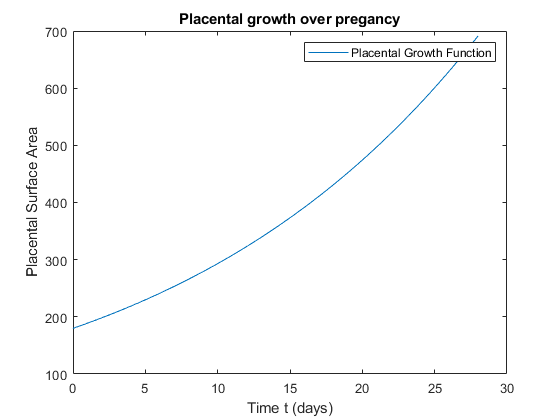 Placental growth over pregancy
700
Placental Growth Function
600
500
400
300
200
100
Placental Surface Area
0 5 10 15 20 25 30
Time t (days)